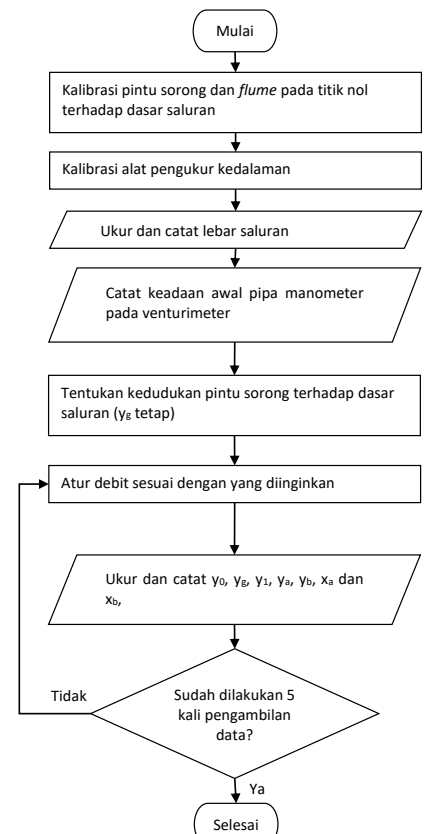 Mulai
Kalibrasi pintu sorong dan flume pada titik nol
terhadap dasar saluran
Kalibrasi alat pengukur kedalaman
Ukur dan catat lebar saluran
Catat keadaan awal pipa manometer
pada venturimeter
Tentukan kedudukan pintu sorong terhadap dasar
saluran (yg tetap)
Atur debit sesuai dengan yang diinginkan
Ukur dan catat y0, yg, y1, ya, yb, xa dan
xb,
Tidak
Sudah dilakukan 5
kali pengambilan
data?
Ya
Selesai